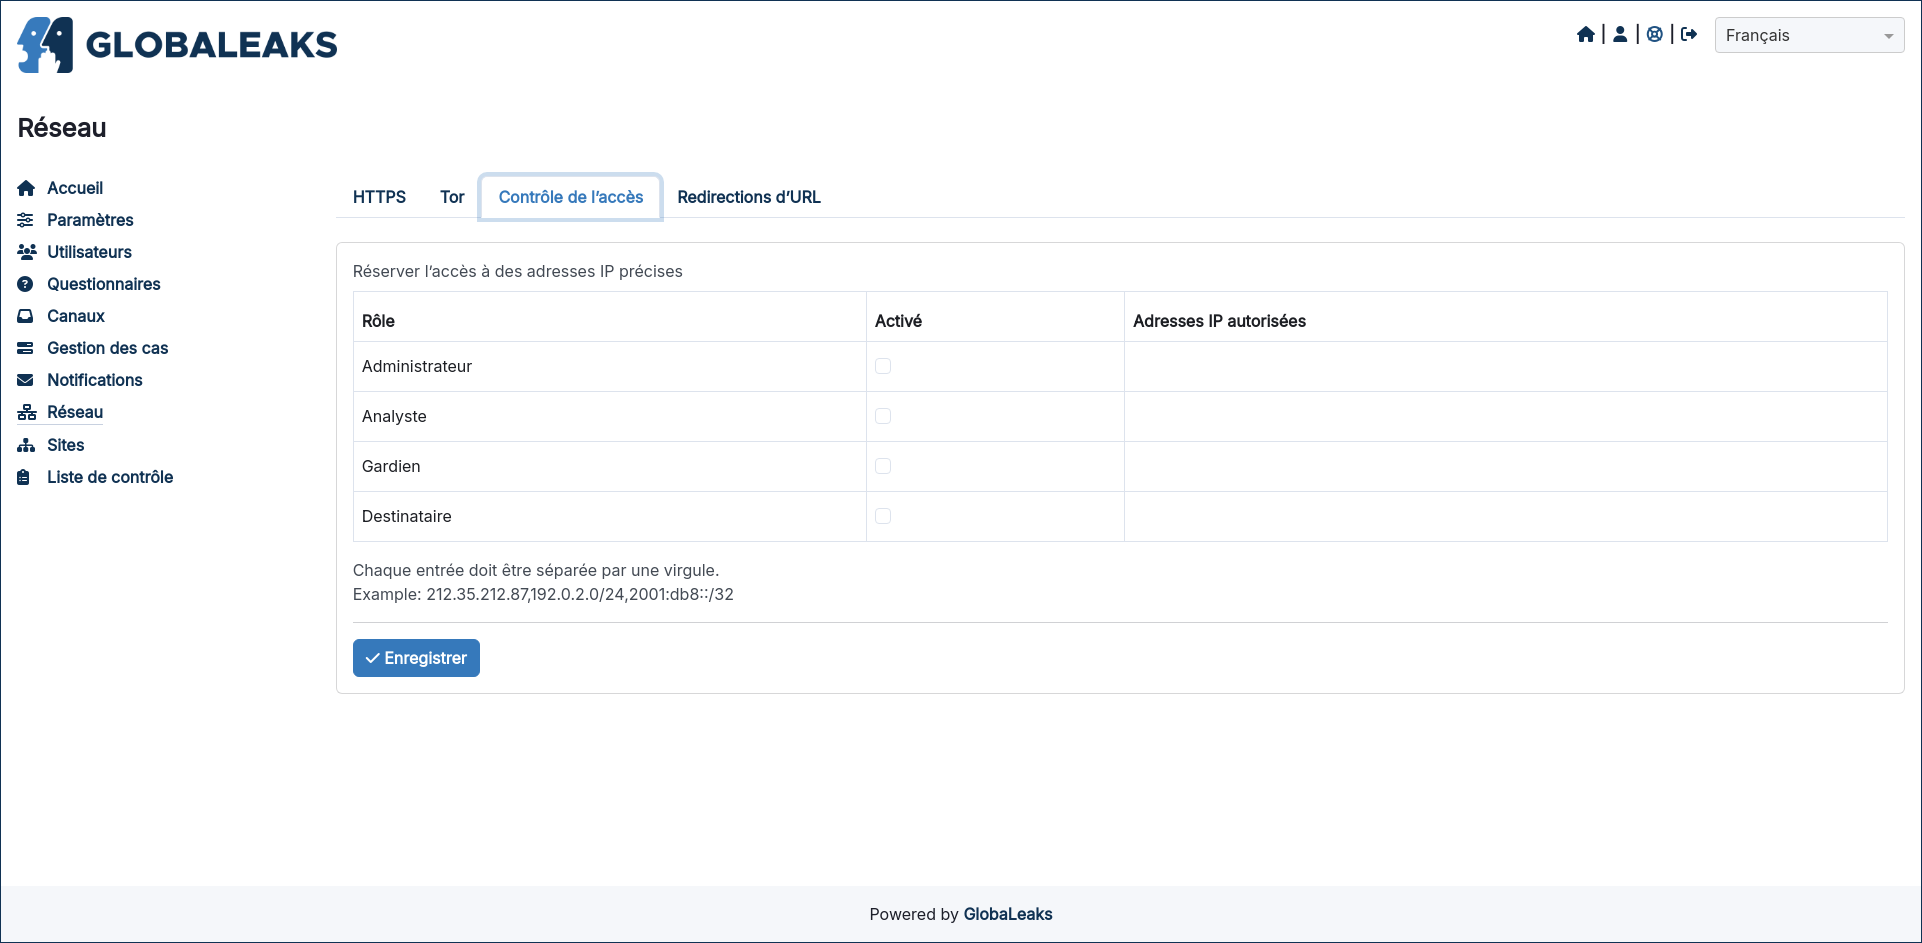 GLOBALEAKS
Français
Réseau
Accueil
Paramètres
Utilisateurs
Questionnaires
Canaux
Gestion des cas
Notifications
Réseau
Sites
Liste de contrôle
HTTPS Tor Contrôle de l’accès Redirections d’URL
Réserver l’accès à des adresses IP précises
Rôle Activé Adresses IP autorisées
Administrateur
Analyste
Gardien
Destinataire
Chaque entrée doit être séparée par une virgule.
Example: 212.35.212.87,192.0.2.0/24,2001:db8::/32
Enregistrer
Powered by GlobaLeaks